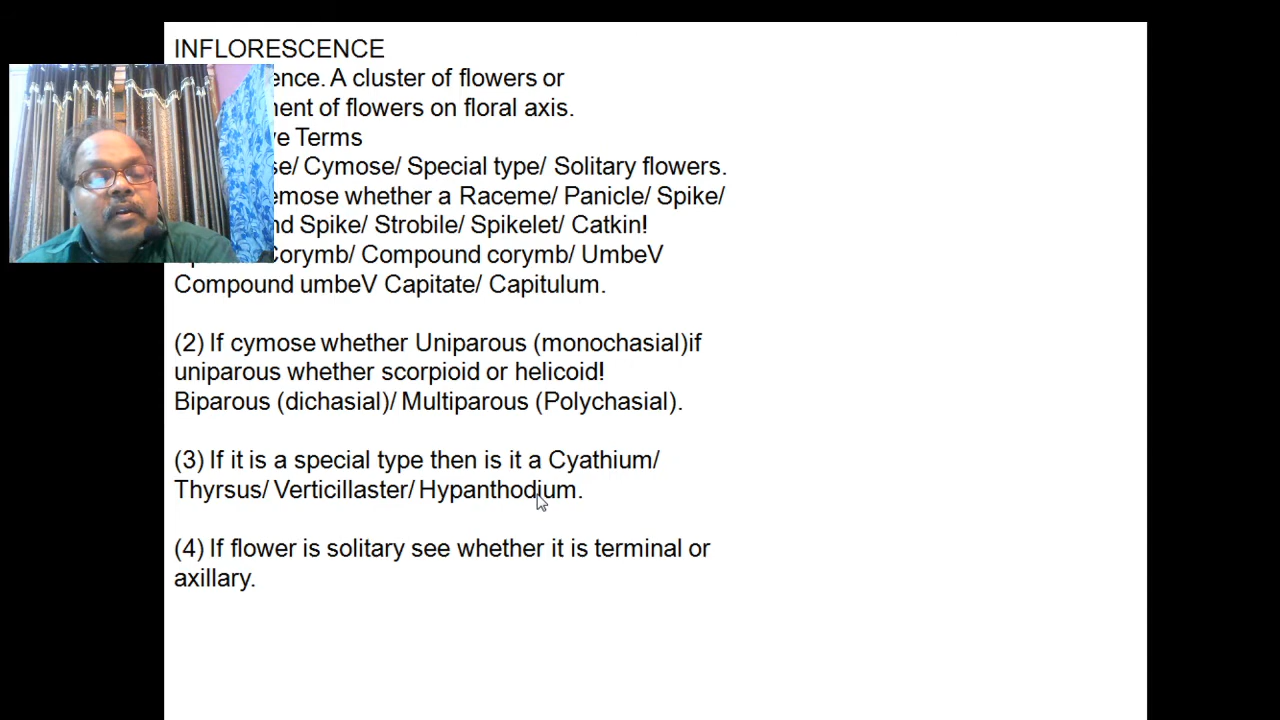 INFLORESCENCE
ence. A cluster of flowers or
ent of flowers on floral axis.
ve Terms
se/ Cymose/ Special type/ Solitary flowers.
emose whether a Raceme/ Panicle/ Spike/
nd Spike/ Strobile/ Spikelet/ Catkin!
Corymb/ Compound corymb/ UmbeV
Compound umbeV Capitate/ Capitulum.
(2) If cymose whether Uniparous (monochasial)if
uniparous whether scorpioid or helicoid!
Biparous (dichasial)/ Multiparous (Polychasial).
(3) If it is a special type then is it a Cyathium/
Thyrsus/ Verticillaster/ Hypanthodium.
(4) If flower is solitary see whether it is terminal or
axillary.